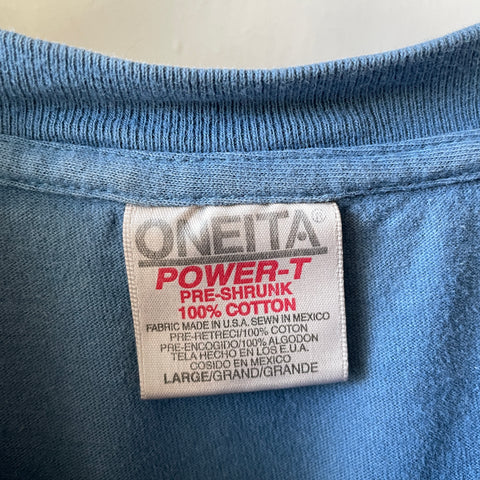 ONEITA®
POWER-T
PRE-SHRUNK
100% COTTON
FABRIC MADE IN U.S.A. SEWN IN MEXICO
PRE-RETRECI/100% COTON
PRE-ENCOGIDO/100% ALGODON
TELA HECHO EN LOS E.U.A.
COSIDO EN MEXICO
LARGE/GRAND/GRANDE